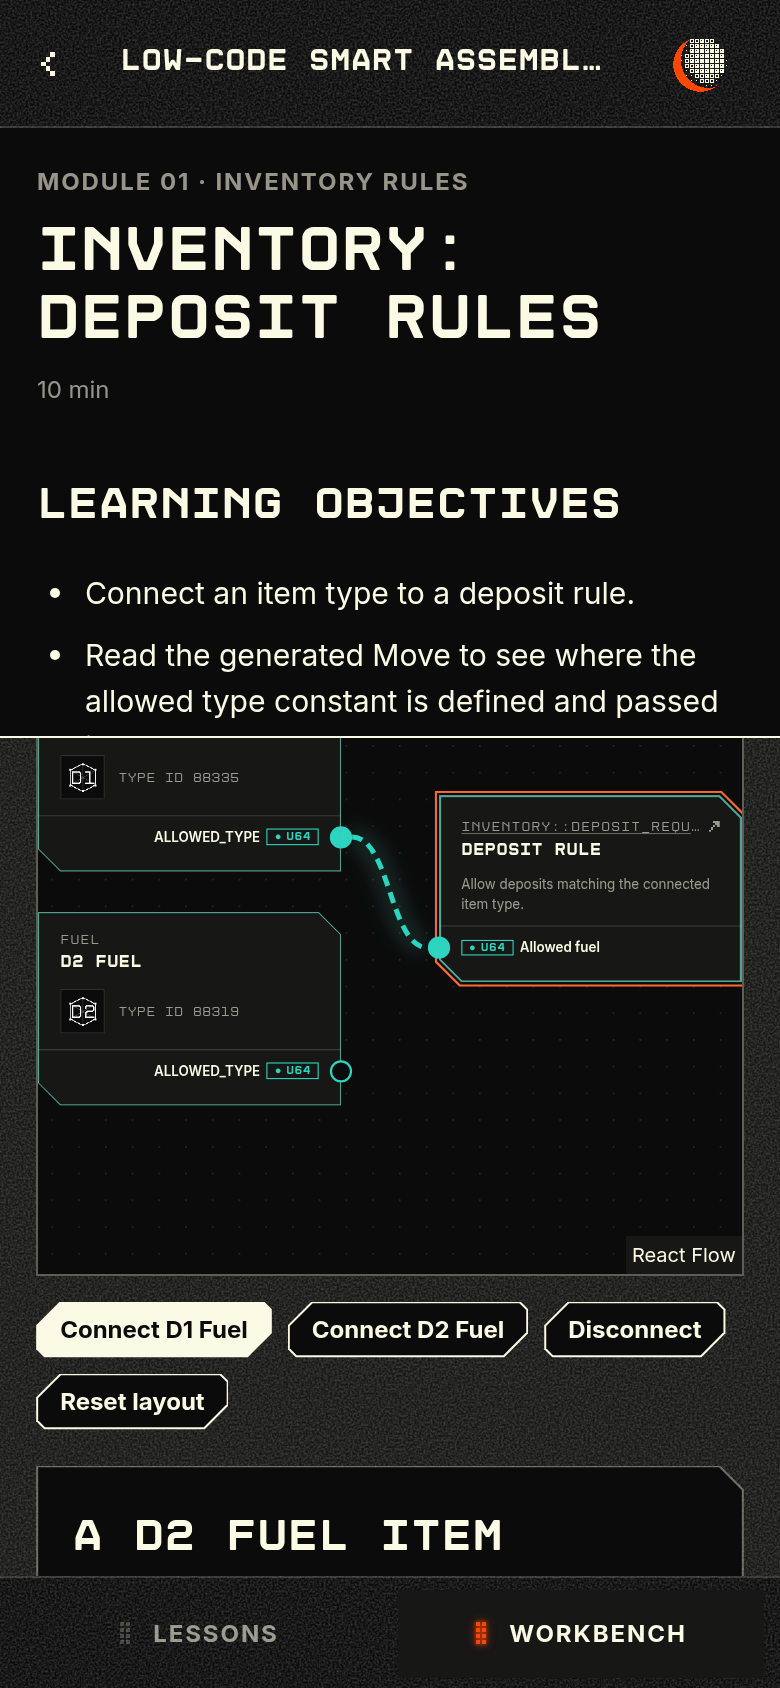 LOW-CODE SMART ASSEMBL…
MODULE 01 · INVENTORY RULES
INVENTORY:
DEPOSIT RULES
10 min
LEARNING OBJECTIVES
• Connect an item type to a deposit rule.
• Read the generated Move to see where the
allowed type constant is defined and passed
D1 TYPE ID 88335
ALLOWED_TYPE • U64
INVENTORY::DEPOSIT_REQU…
DEPOSIT RULE
Allow deposits matching the connected
item type.
• U64 Allowed fuel
FUEL
D2 FUEL
D2 TYPE ID 88319
ALLOWED_TYPE • U64
React Flow
Connect D1 Fuel
Connect D2 Fuel
Disconnect
Reset layout
A D2 FUEL ITEM
LESSONS
WORKBENCH